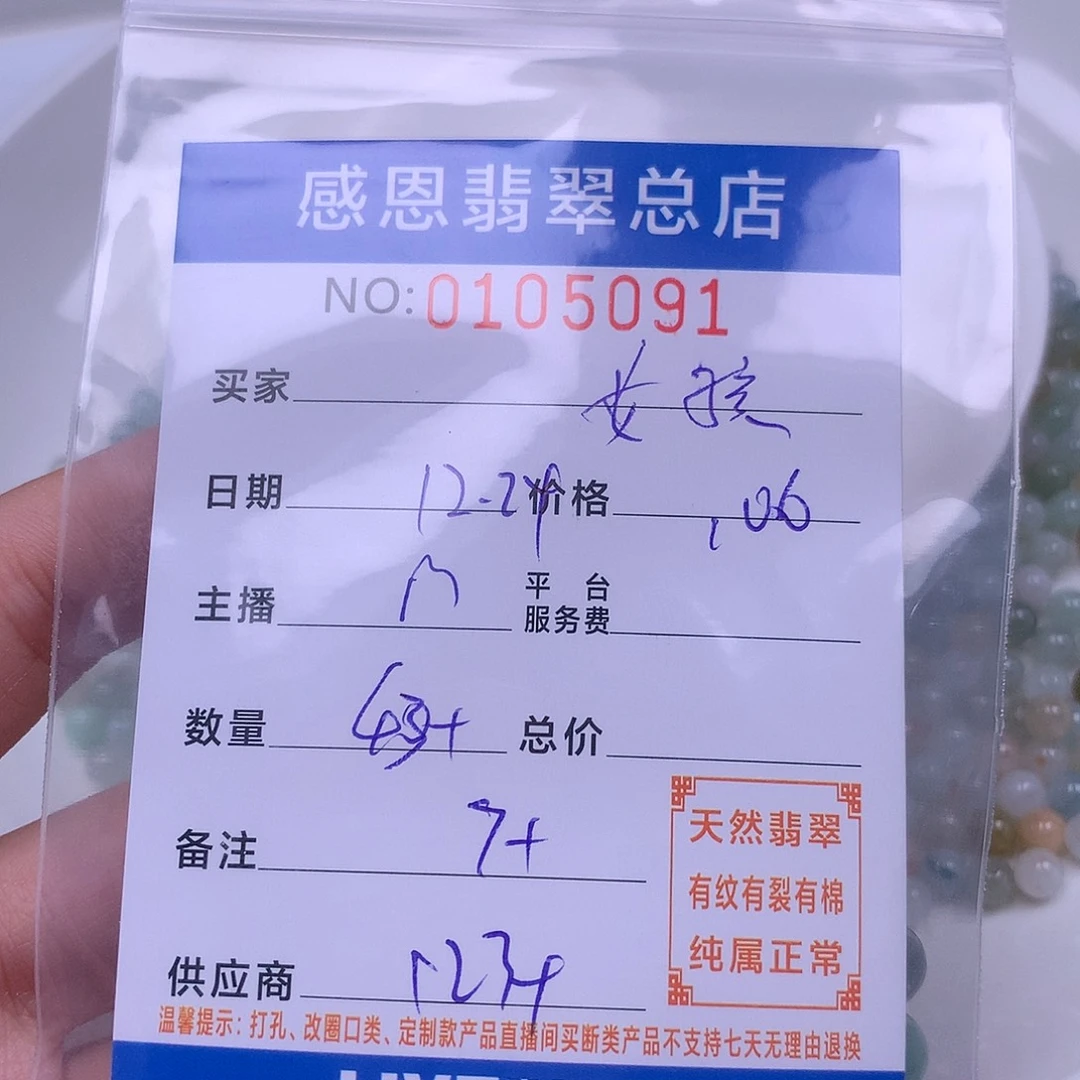 感恩翡翠总店
NO:0105091
买家 女孩
日期 12-24 价格
主播 平台服务费
数量 总价
备注 7+
供应商 1234
天然翡翠
有纹有裂有棉
纯属正常
温馨提示:打孔、改圈口类、定制款产品直播间买断类产品不支持七天无理由退换